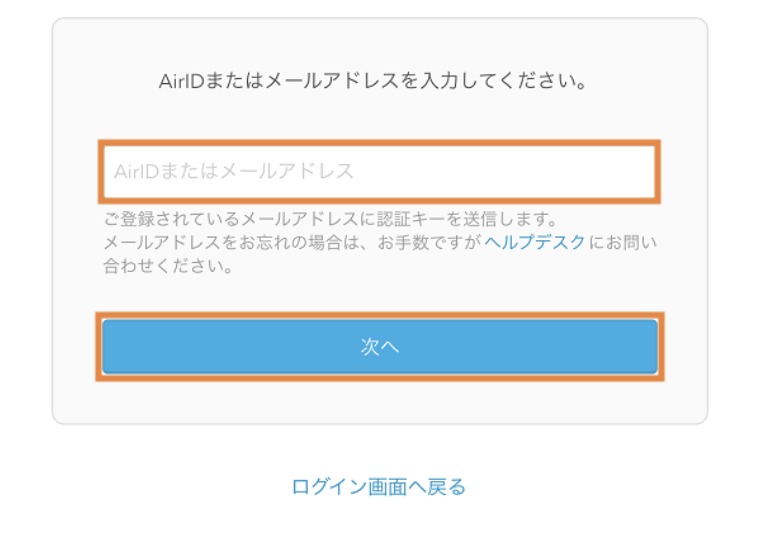 AirIDまたはメールアドレスを入力してください。
AirIDまたはメールアドレス
ご登録されているメールアドレスに認証キーを送信します。
メールアドレスをお忘れの場合は、お手数ですがヘルプデスクにお問い
合わせください。
次へ
ログイン画面へ戻る